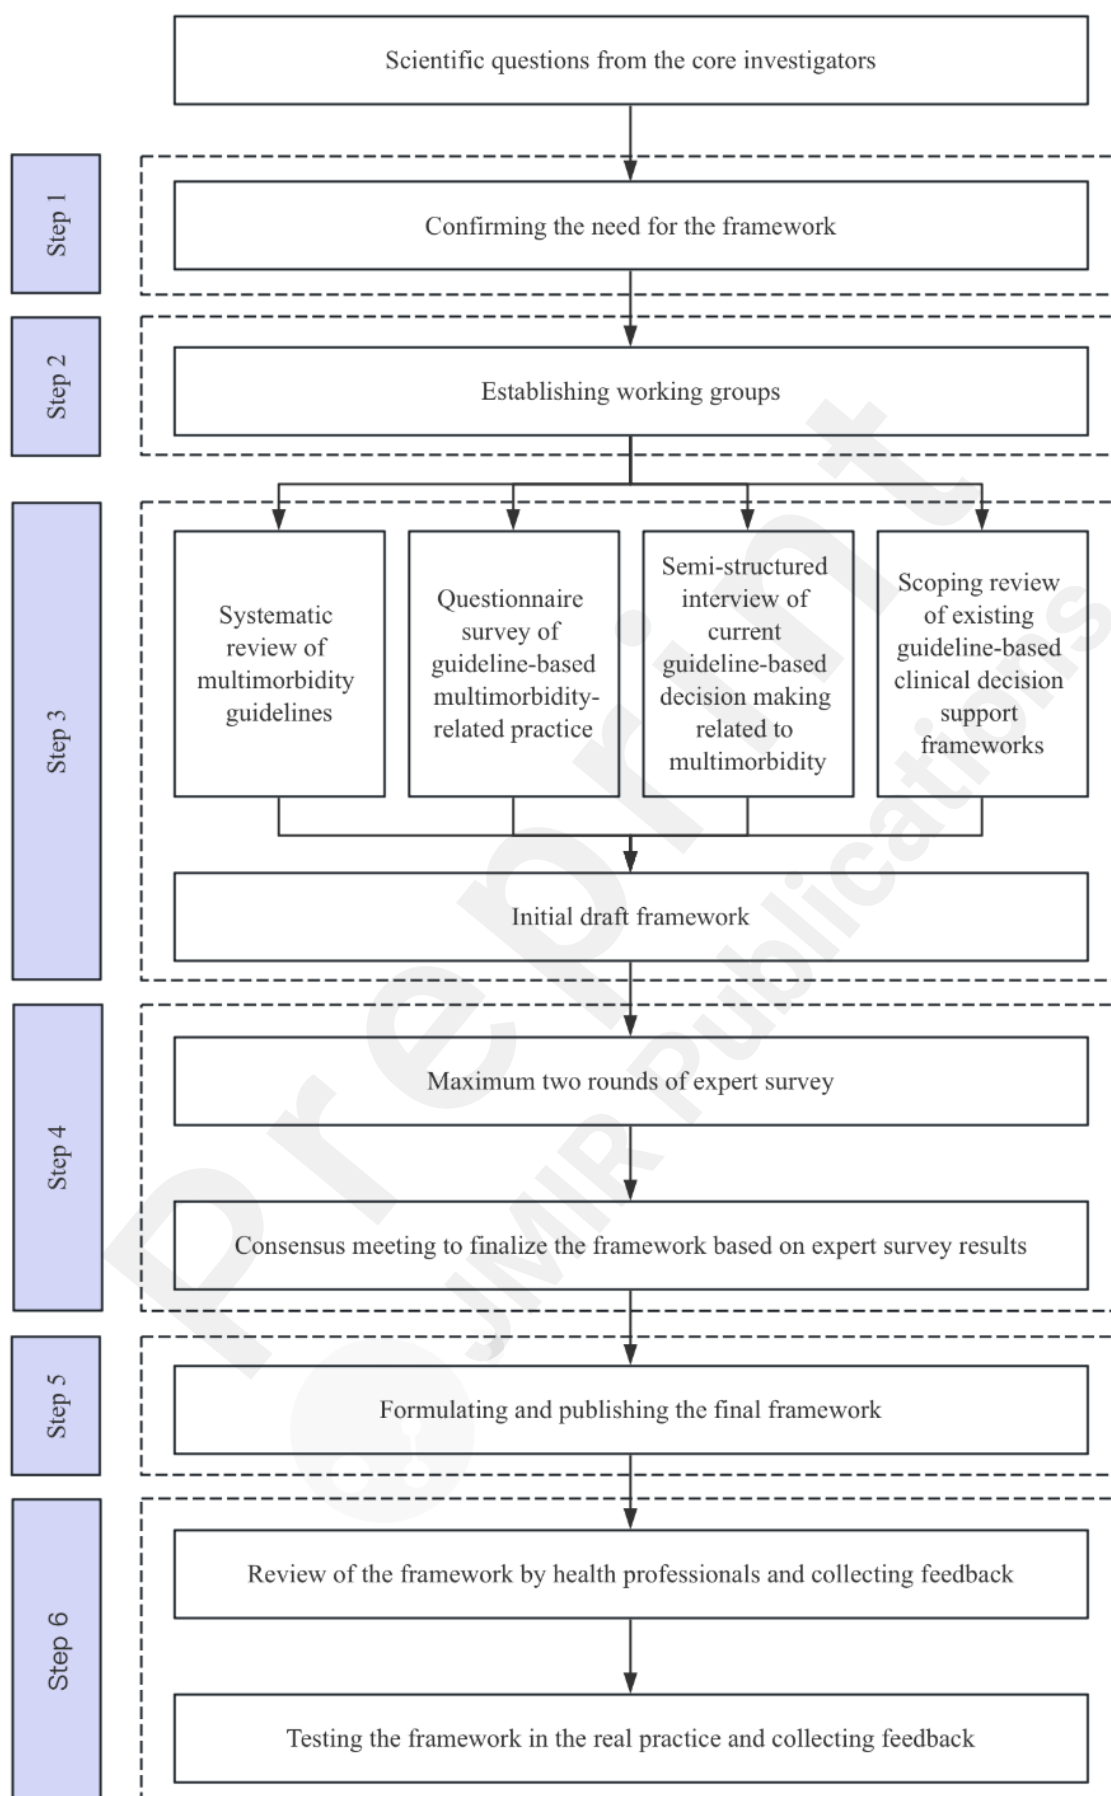 Scientific questions from the core investigators
Step 1
Confirming the need for the framework
Step 2
Establishing working groups
Step 3
Systematic
review of
multimorbidity
guidelines
Questionnaire
survey of
guideline-based
multimorbidity-
related practice
Semi-structured
interview of
current
guideline-based
decision making
related to
multimorbidity
Scoping review
of existing
guideline-based
clinical decision
support
frameworks
Initial draft framework
Step 4
Maximum two rounds of expert survey
Consensus meeting to finalize the framework based on expert survey results
Step 5
Formulating and publishing the final framework
Step 6
Review of the framework by health professionals and collecting feedback
Testing the framework in the real practice and collecting feedback
Preprint
JMIR Publications